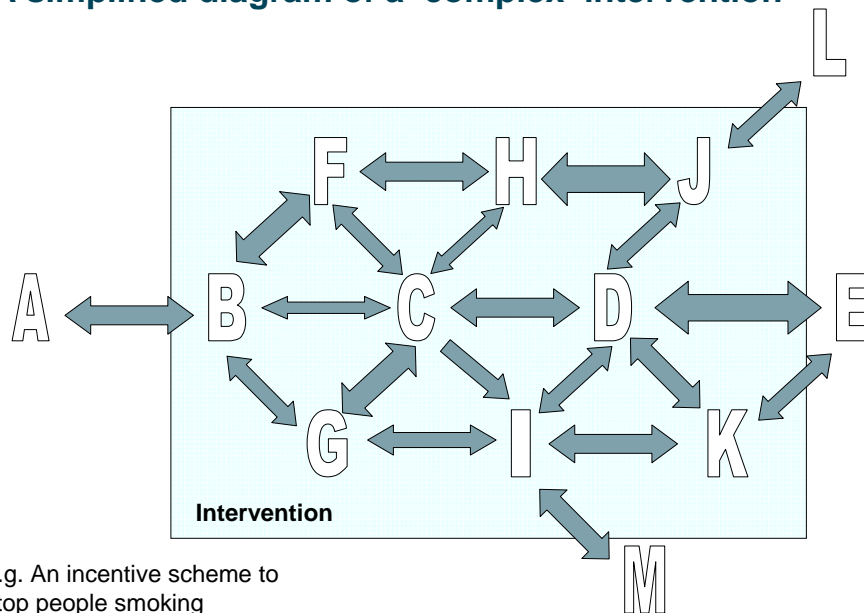 simplified diagram of a complex intervention
L
F H J
A B C D E
G I K
Intervention
.g. An incentive scheme to
M
top people smoking